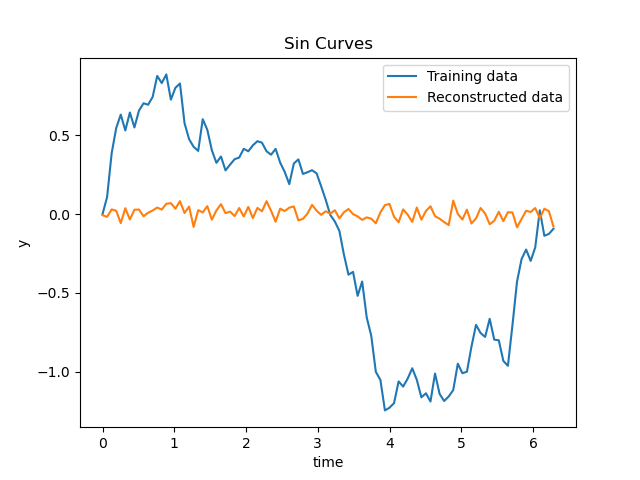 Sin Curves
Training data
Reconstructed data
0.5
0.0
−0.5
−1.0
y
0 1 2 3 4 5 6
time